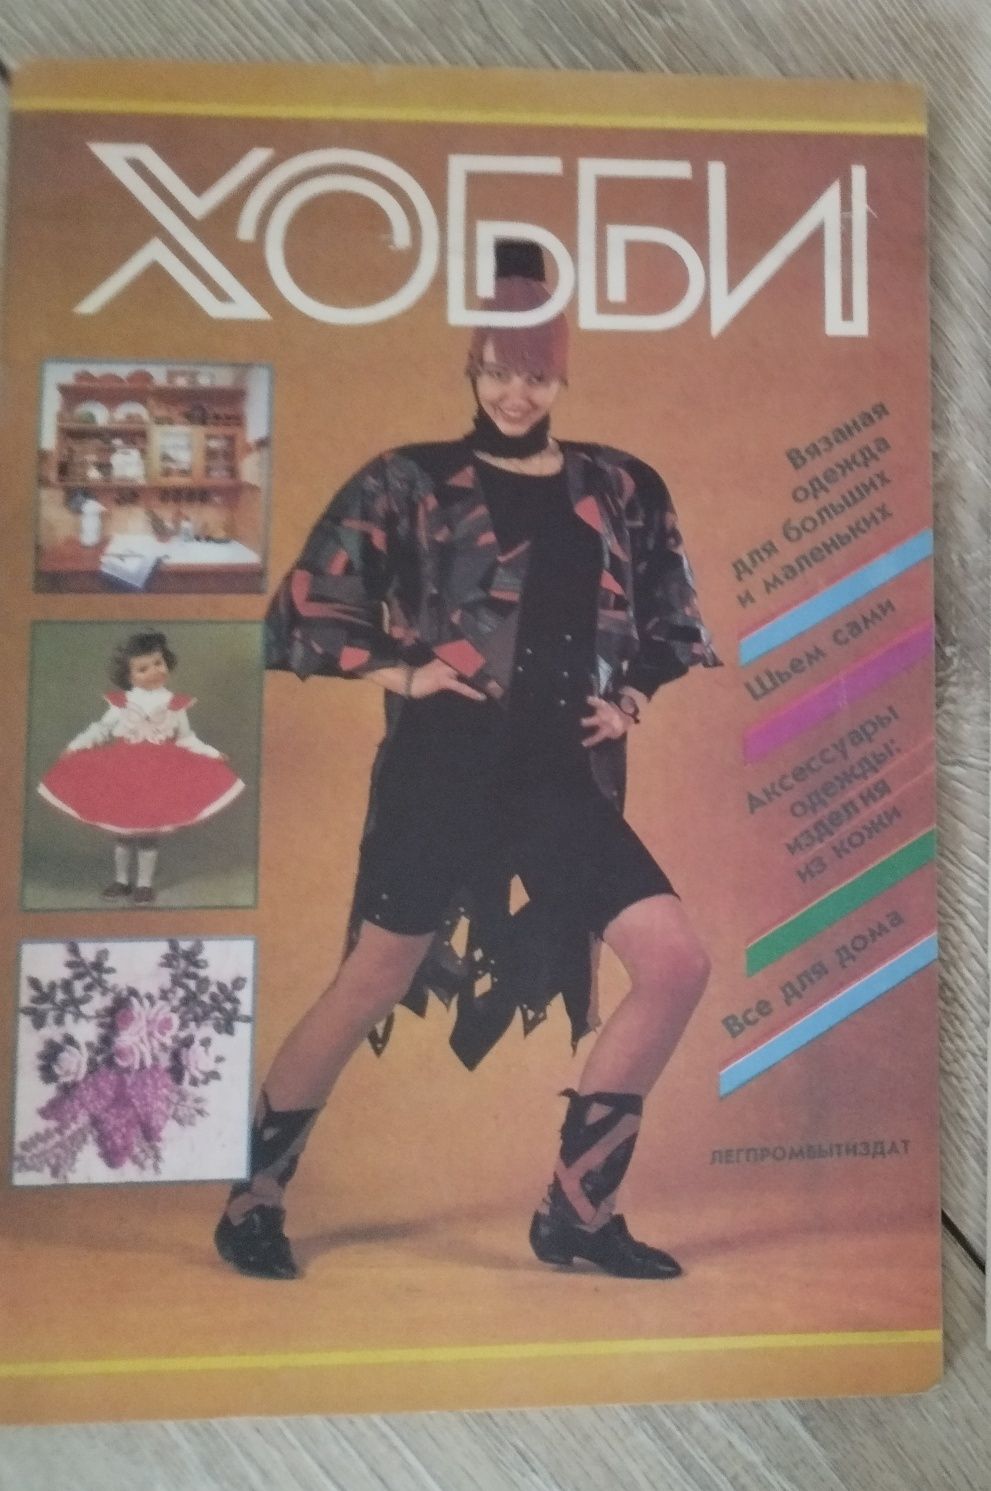 ХОББИ
Вязаная
одежда
для больших
и маленьких
Шьем сами
Аксессуары
одежды:
изделия
из кожи
Все для дома
ЛЕГПРОМБЫТИЗДАТ